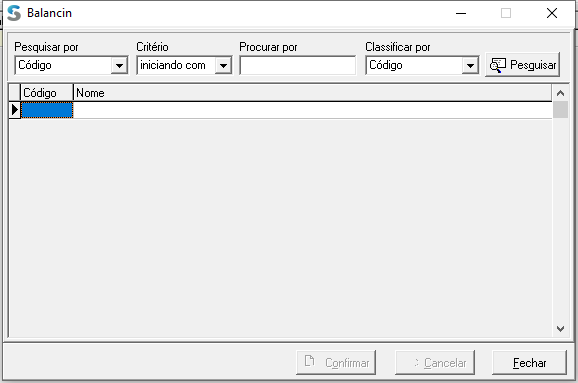 Balancin
Pesquisar por
Critério
Procurar por
Classificar por
Código
iniciando com
Código
Pesquisar
Código
Nome
Confirmar
Cancelar
Fechar